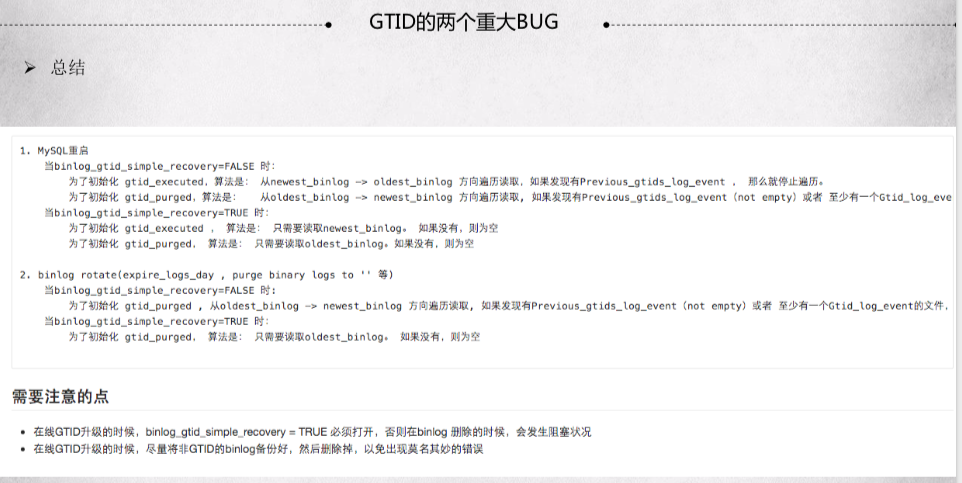 GTID的两个重大BUG
➢ 总结
1. MySQL重启
当binlog_gtid_simple_recovery=FALSE 时：
为了初始化 gtid_executed，算法是： 从newest_binlog —> oldest_binlog 方向遍历读取，如果发现有Previous_gtids_log_event ， 那么就停止遍历。
为了初始化 gtid_purged，算法是：  从oldest_binlog —> newest_binlog 方向遍历读取, 如果发现有Previous_gtids_log_event（not empty）或者 至少有一个Gtid_log_eve
当binlog_gtid_simple_recovery=TRUE 时：
为了初始化 gtid_executed ， 算法是： 只需要读取newest_binlog。 如果没有，则为空
为了初始化 gtid_purged， 算法是： 只需要读取oldest_binlog。如果没有，则为空
2. binlog rotate(expire_logs_day , purge binary logs to '' 等)
当binlog_gtid_simple_recovery=FALSE 时：
为了初始化 gtid_purged , 从oldest_binlog —> newest_binlog 方向遍历读取, 如果发现有Previous_gtids_log_event（not empty）或者 至少有一个Gtid_log_event的文件，
当binlog_gtid_simple_recovery=TRUE 时：
为了初始化 gtid_purged， 算法是： 只需要读取oldest_binlog。 如果没有，则为空
需要注意的点
• 在线GTID升级的时候，binlog_gtid_simple_recovery = TRUE 必须打开，否则在binlog 删除的时候，会发生阻塞状况
• 在线GTID升级的时候，尽量将非GTID的binlog备份好，然后删除掉，以免出现莫名其妙的错误